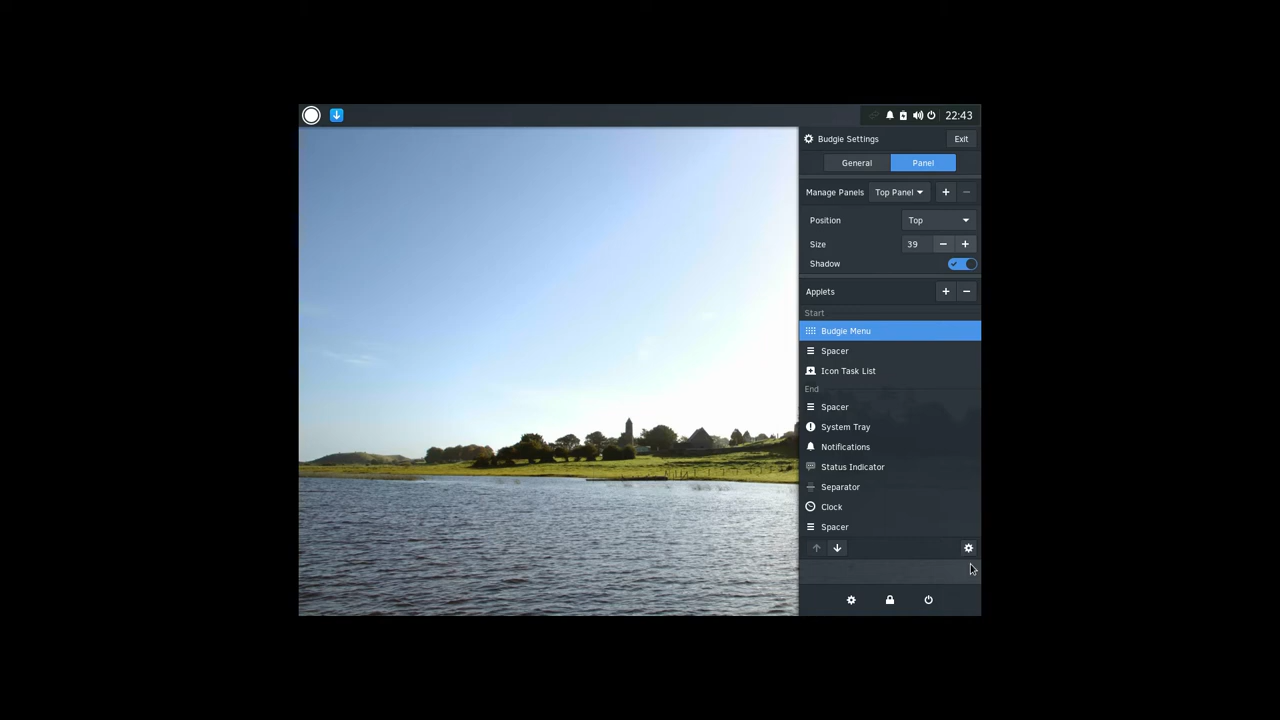 22:43
Budgie Settings
Exit
General
Panel
Manage Panels
Top Panel
Position
Top
Size
39
Shadow
Applets
Start
Budgie Menu
Spacer
Icon Task List
End
Spacer
System Tray
Notifications
Status Indicator
Separator
Clock
Spacer